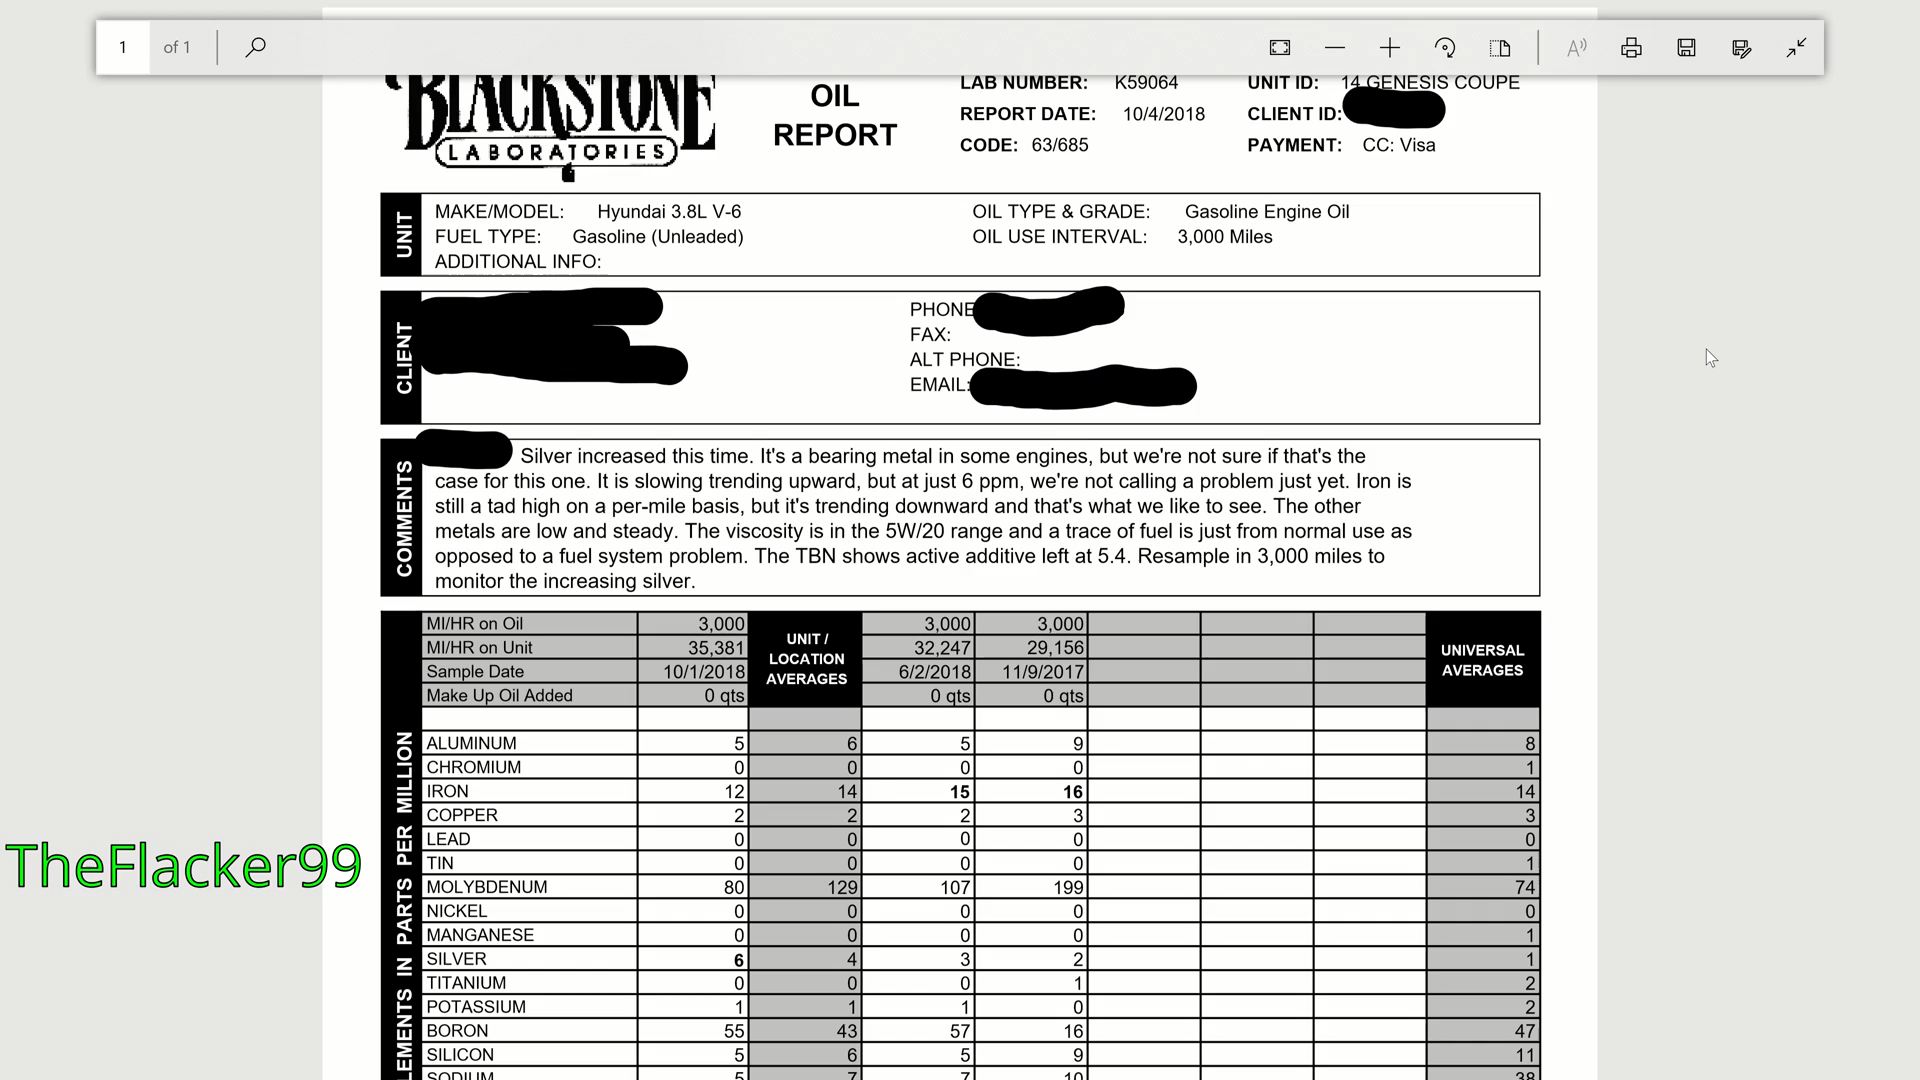 1 of 1
BLACKSTONE
LABORATORIES
OIL
REPORT
LAB NUMBER: K59064
REPORT DATE: 10/4/2018
CODE: 63/685
UNIT ID: 14 GENESIS COUPE
CLIENT ID:
PAYMENT: CC: Visa
UNIT
MAKE/MODEL: Hyundai 3.8L V-6
FUEL TYPE: Gasoline (Unleaded)
ADDITIONAL INFO:
OIL TYPE & GRADE: Gasoline Engine Oil
OIL USE INTERVAL: 3,000 Miles
CLIENT
PHONE
FAX:
ALT PHONE:
EMAIL:
COMMENTS
Silver increased this time. It's a bearing metal in some engines, but we're not sure if that's the
case for this one. It is slowing trending upward, but at just 6 ppm, we're not calling a problem just yet. Iron is
still a tad high on a per-mile basis, but it's trending downward and that's what we like to see. The other
metals are low and steady. The viscosity is in the 5W/20 range and a trace of fuel is just from normal use as
opposed to a fuel system problem. The TBN shows active additive left at 5.4. Resample in 3,000 miles to
monitor the increasing silver.
MI/HR on Oil 3,000 3,000 3,000
MI/HR on Unit 35,381 32,247 29,156
Sample Date 10/1/2018 6/2/2018 11/9/2017
Make Up Oil Added 0 qts 0 qts 0 qts
UNIT /
LOCATION
AVERAGES
UNIVERSAL
AVERAGES
LEMENTS IN PARTS PER MILLION
ALUMINUM 5 6 5 9 8
CHROMIUM 0 0 0 0 1
IRON 12 14 15 16 14
COPPER 2 2 2 3 3
LEAD 0 0 0 0 0
TIN 0 0 0 0 1
MOLYBDENUM 80 129 107 199 74
NICKEL 0 0 0 0 0
MANGANESE 0 0 0 0 1
SILVER 6 4 3 2 1
TITANIUM 0 0 0 1 2
POTASSIUM 1 1 1 0 2
BORON 55 43 57 16 47
SILICON 5 6 5 9 11
SODIUM 5 7 7 10 38
TheFlacker99